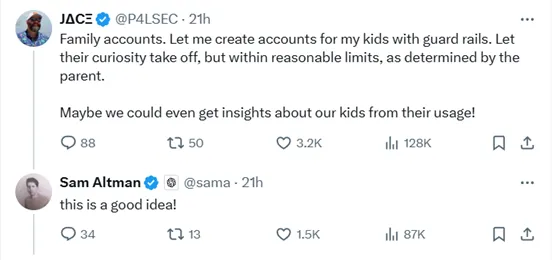 JΔCΞ @P4LSEC · 21h
Family accounts. Let me create accounts for my kids with guard rails. Let
their curiosity take off, but within reasonable limits, as determined by the
parent.
Maybe we could even get insights about our kids from their usage!
88 50 3.2K 128K
Sam Altman @sama · 21h
this is a good idea!
34 13 1.5K 87K